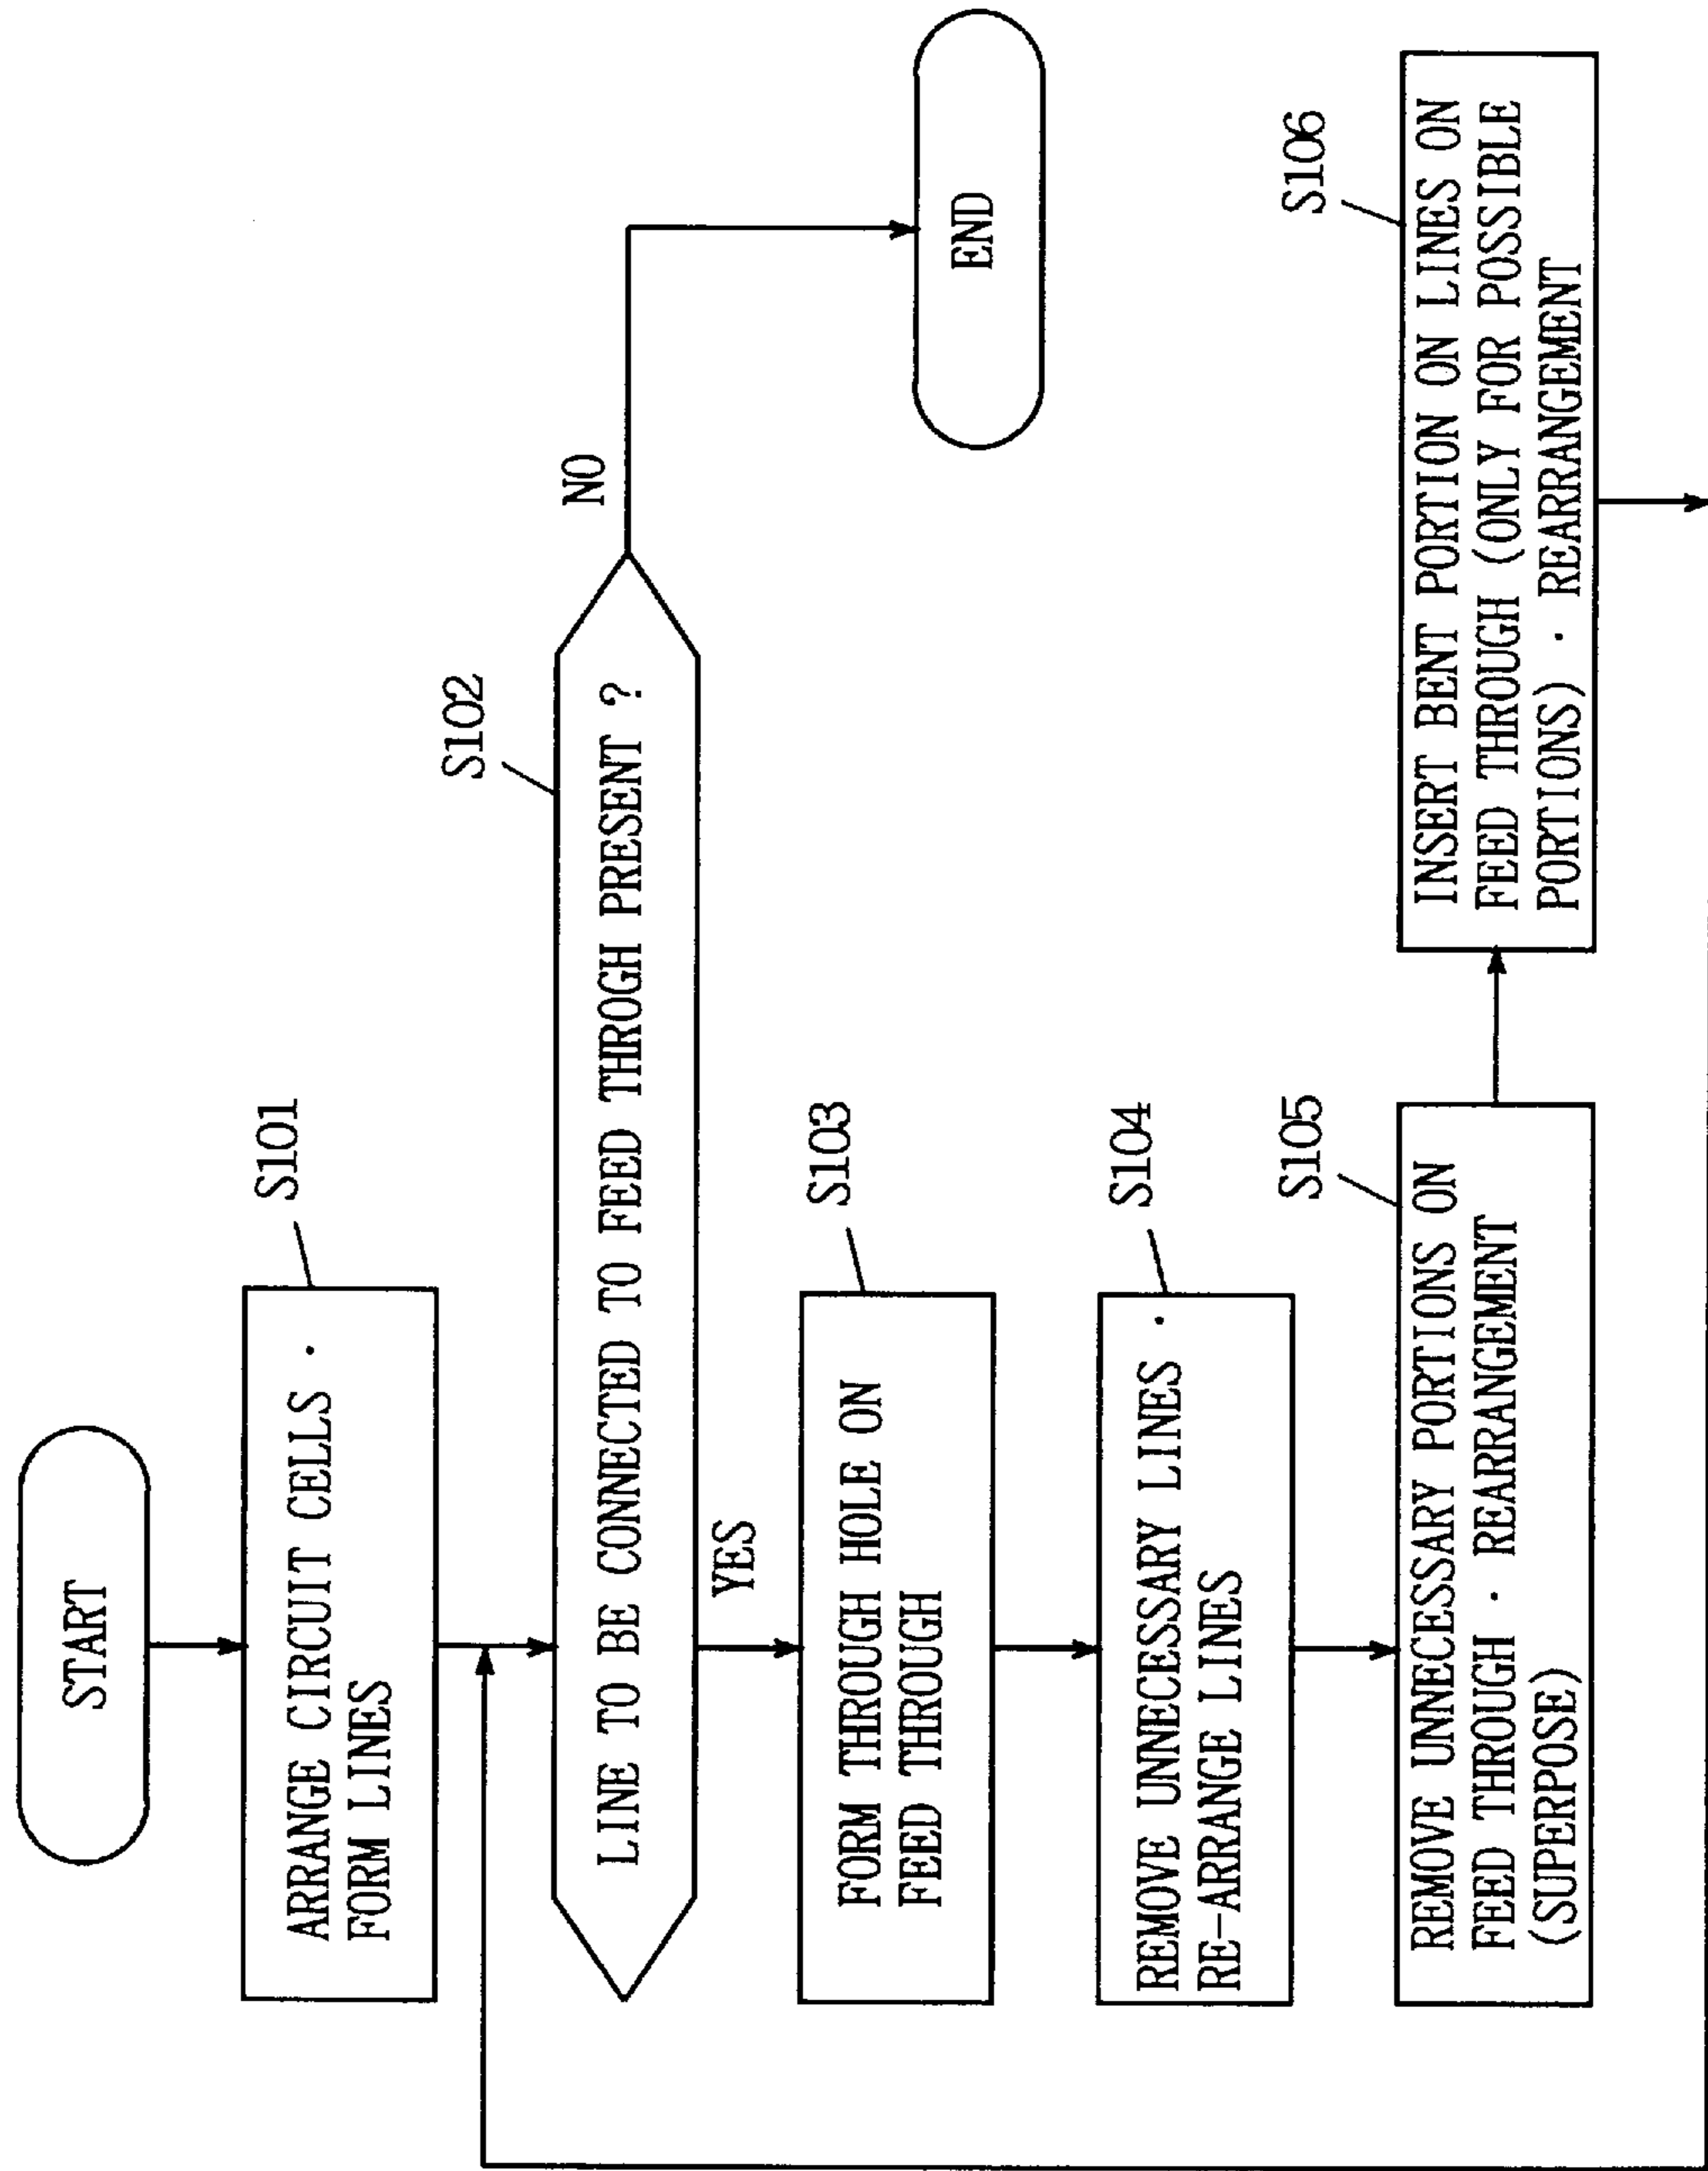 START
S101
ARRANGE CIRCUIT CELLS ·
FORM LINES
S102
LINE TO BE CONNECTED TO FEED THROGH PRESENT ?
NO
YES
END
S103
FORM THROUGH HOLE ON
FEED THROUGH
S104
REMOVE UNNECESSARY LINES ·
RE-ARRANGE LINES
S105
REMOVE UNNECESSARY PORTIONS ON
FEED THROUGH · REARRANGEMENT
(SUPERPOSE)
S106
INSERT BENT PORTION ON LINES ON
FEED THROUGH (ONLY FOR POSSIBLE
PORTIONS) · REARRANGEMENT